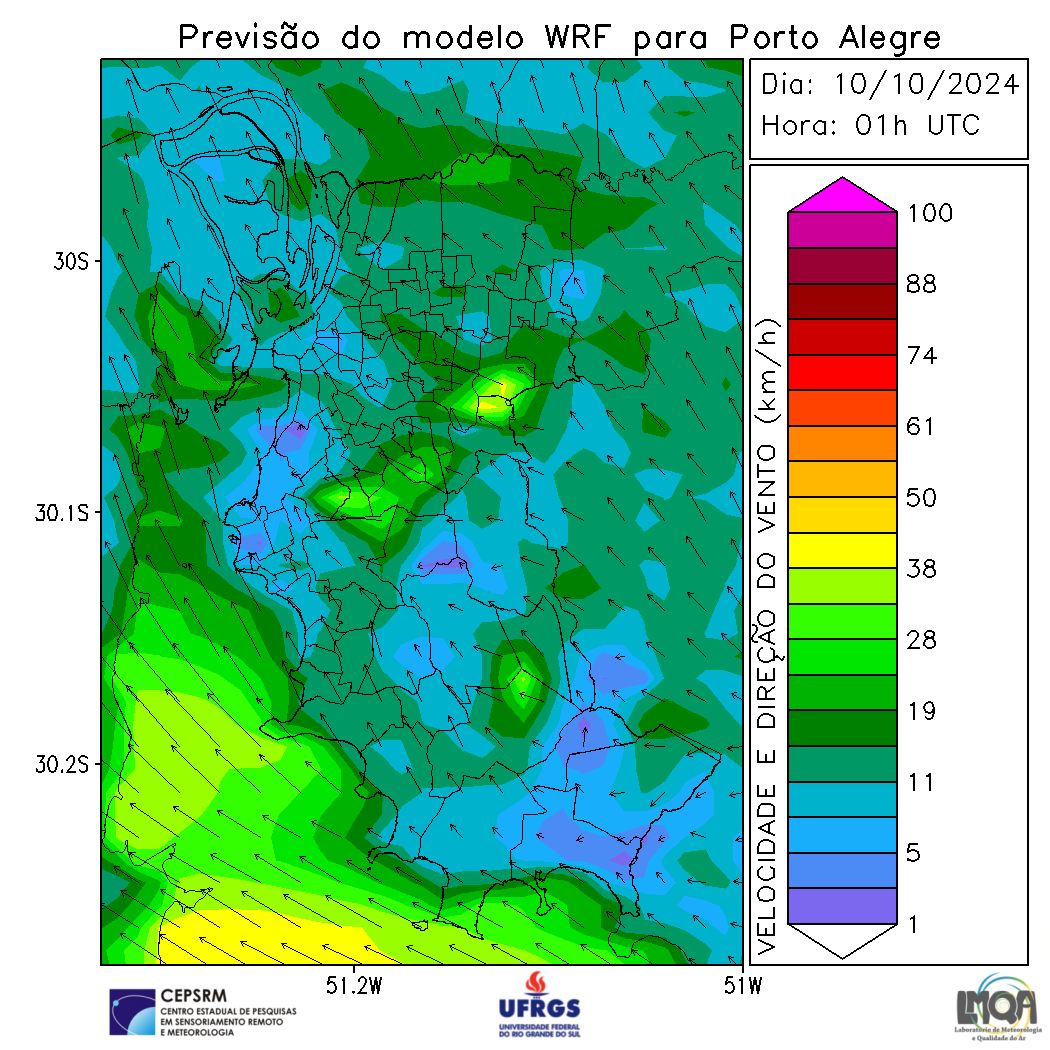 Previsão do modelo WRF para Porto Alegre
Dia: 10/10/2024
Hora: 01h UTC
100
88
74
61
50
38
28
19
11
5
1
VELOCIDADE E DIREÇÃO DO VENTO (km/h)
30S
30.1S
30.2S
51.2W
51W
CEPSRM
CENTRO ESTADUAL DE PESQUISAS
EM SENSORIAMENTO REMOTO
E METEOROLOGIA
UFRGS
UNIVERSIDADE FEDERAL
DO RIO GRANDE DO SUL
LMQA
Laboratório de Meteorologia
e Qualidade do Ar